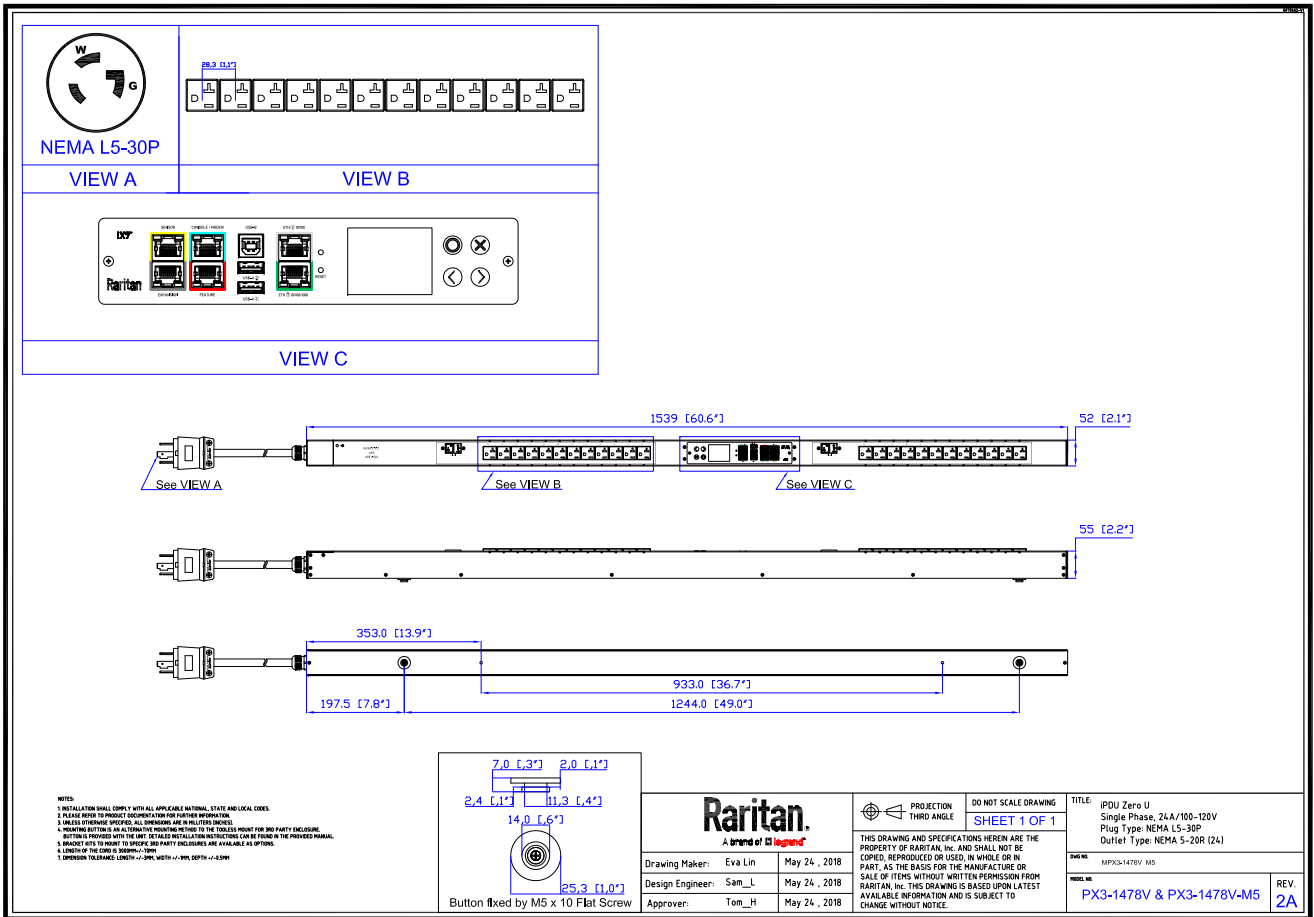 W
G
NEMA L5-30P
28,3 [1,1"]
VIEW A
VIEW B
SENSOR
CONSOLE / MODEM
USB-B
Raritan
EXPANSION
FEATURE
RESET
VIEW C
1539 [60.6"]
52 [2.1"]
See VIEW A
See VIEW B
See VIEW C
55 [2.2"]
353.0 [13.9"]
933.0 [36.7"]
197.5 [7.8"]
1244.0 [49.0"]
7,0 [,3"]
2,0 [,1"]
2,4 [,1"]
11,3 [,4"]
14,0 [,6"]
25,3 [1,0"]
Button fixed by M5 x 10 Flat Screw
NOTES:
1. INSTALLATION SHALL COMPLY WITH ALL APPLICABLE NATIONAL, STATE AND LOCAL CODES.
2. PLEASE REFER TO PRODUCT DOCUMENTATION FOR FURTHER INFORMATION.
3. UNLESS OTHERWISE SPECIFIED, ALL DIMENSIONS ARE IN MILLITERS [INCHES].
4. MOUNTING BUTTON IS AN ALTERNATIVE MOUNTING METHOD TO THE TOOLESS MOUNT FOR 3RD PARTY ENCLOSURE.
BUTTON IS PROVIDED WITH THE UNIT. DETAILED INSTALLATION INSTRUCTIONS CAN BE FOUND IN THE PROVIDED MANUAL.
5. BRACKET KITS TO MOUNT TO SPECIFIC 3RD PARTY ENCLOSURES ARE AVAILABLE AS OPTIONS.
6. LENGTH OF THE CORD IS 3000MM+/-70MM
7. DIMENSION TOLERANCE: LENGTH +/-3MM, WIDTH +/-1MM, DEPTH +/-0.5MM
Raritan.
A brand of legrand
Drawing Maker: Eva Lin May 24 , 2018
Design Engineer: Sam_L May 24 , 2018
Approver: Tom_H May 24 , 2018
PROJECTION
THIRD ANGLE
DO NOT SCALE DRAWING
SHEET 1 OF 1
THIS DRAWING AND SPECIFICATIONS HEREIN ARE THE
PROPERTY OF RARITAN, Inc. AND SHALL NOT BE
COPIED, REPRODUCED OR USED, IN WHOLE OR IN
PART, AS THE BASIS FOR THE MANUFACTURE OR
SALE OF ITEMS WITHOUT WRITTEN PERMISSION FROM
RARITAN, Inc. THIS DRAWING IS BASED UPON LATEST
AVAILABLE INFORMATION AND IS SUBJECT TO
CHANGE WITHOUT NOTICE.
TITLE:
iPDU Zero U
Single Phase, 24A/100-120V
Plug Type: NEMA L5-30P
Outlet Type: NEMA 5-20R (24)
DWG NO.
MPX3-1478V M5
MODEL NO.
PX3-1478V & PX3-1478V-M5
REV.
2A